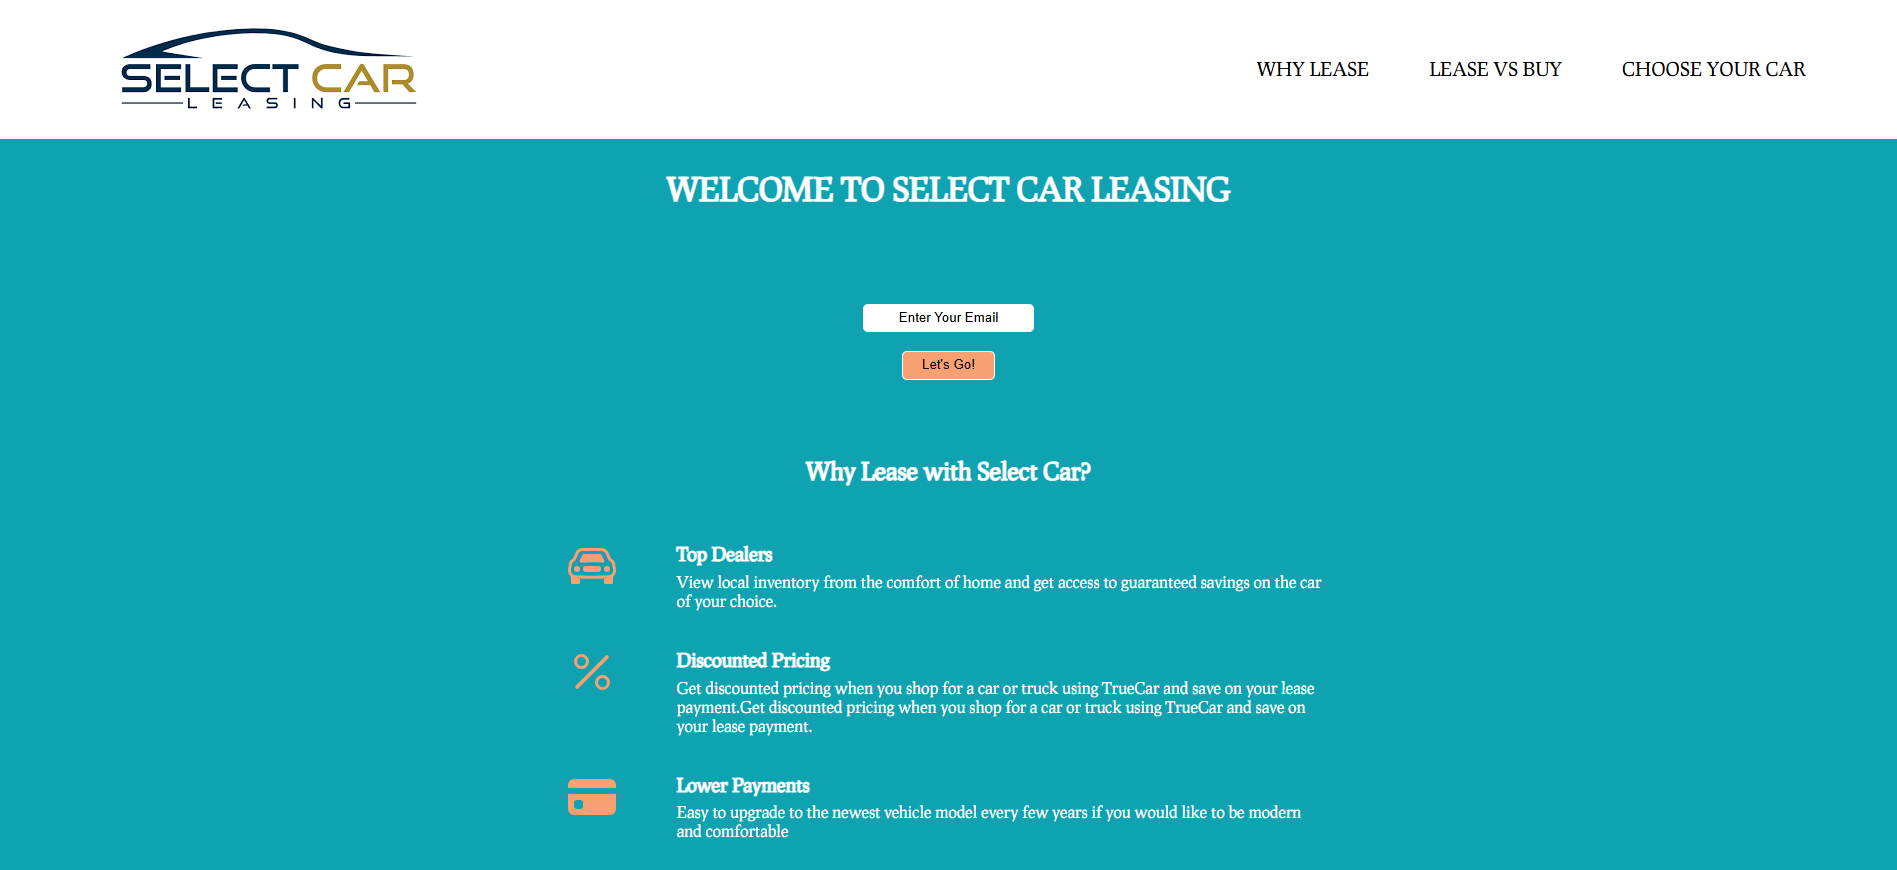 SELECT CAR
LEASING
WHY LEASE
LEASE VS BUY
CHOOSE YOUR CAR
WELCOME TO SELECT CAR LEASING
Enter Your Email
Let's Go!
Why Lease with Select Car?
Top Dealers
View local inventory from the comfort of home and get access to guaranteed savings on the car
of your choice.
Discounted Pricing
Get discounted pricing when you shop for a car or truck using TrueCar and save on your lease
payment.Get discounted pricing when you shop for a car or truck using TrueCar and save on
your lease payment.
Lower Payments
Easy to upgrade to the newest vehicle model every few years if you would like to be modern
and comfortable